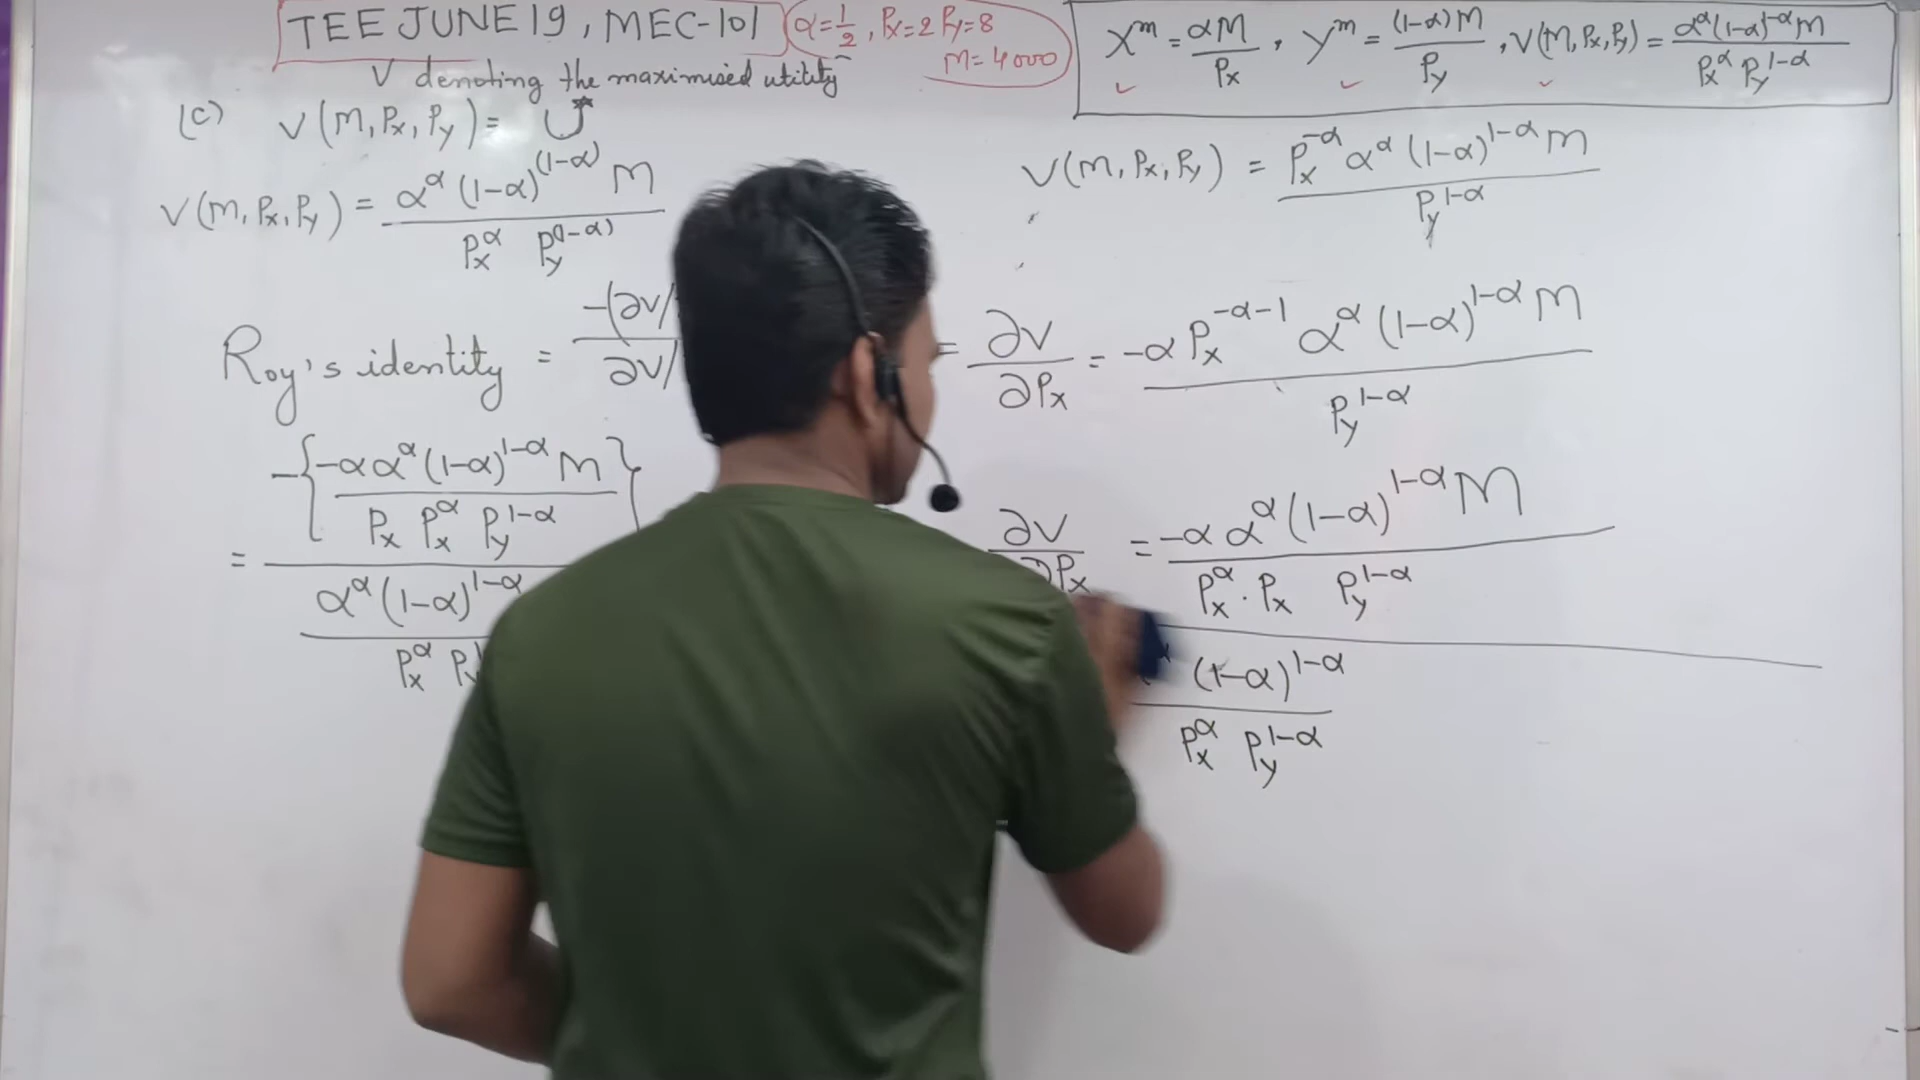 TEE JUNE 19, MEC-101
α=1/2, Px=2 Py=8
M=4000
X^m = αM/Px, Y^m = (1-α)M/Py, V(M,Px,Py) = α^α(1-α)^(1-α)M / Px^α Py^(1-α)
V denoting the maximised utility
(c) V(M,Px,Py) = U*
V(M,Px,Py) = α^α (1-α)^(1-α) M / Px^α Py^(1-α)
Roy's identity = -(∂V/ / ∂V/
= -{-α α^α (1-α)^(1-α) M / Px Px^α Py^(1-α)} / α^α (1-α)^(1-α) / Px^α
V(M,Px,Py) = Px^-α α^α (1-α)^(1-α) M / Py^(1-α)
= ∂V/∂Px = -α Px^(-α-1) α^α (1-α)^(1-α) M / Py^(1-α)
∂V/∂Px = -α α^α (1-α)^(1-α) M / Px^α . Px Py^(1-α)
(1-α)^(1-α) / Px^α Py^(1-α)